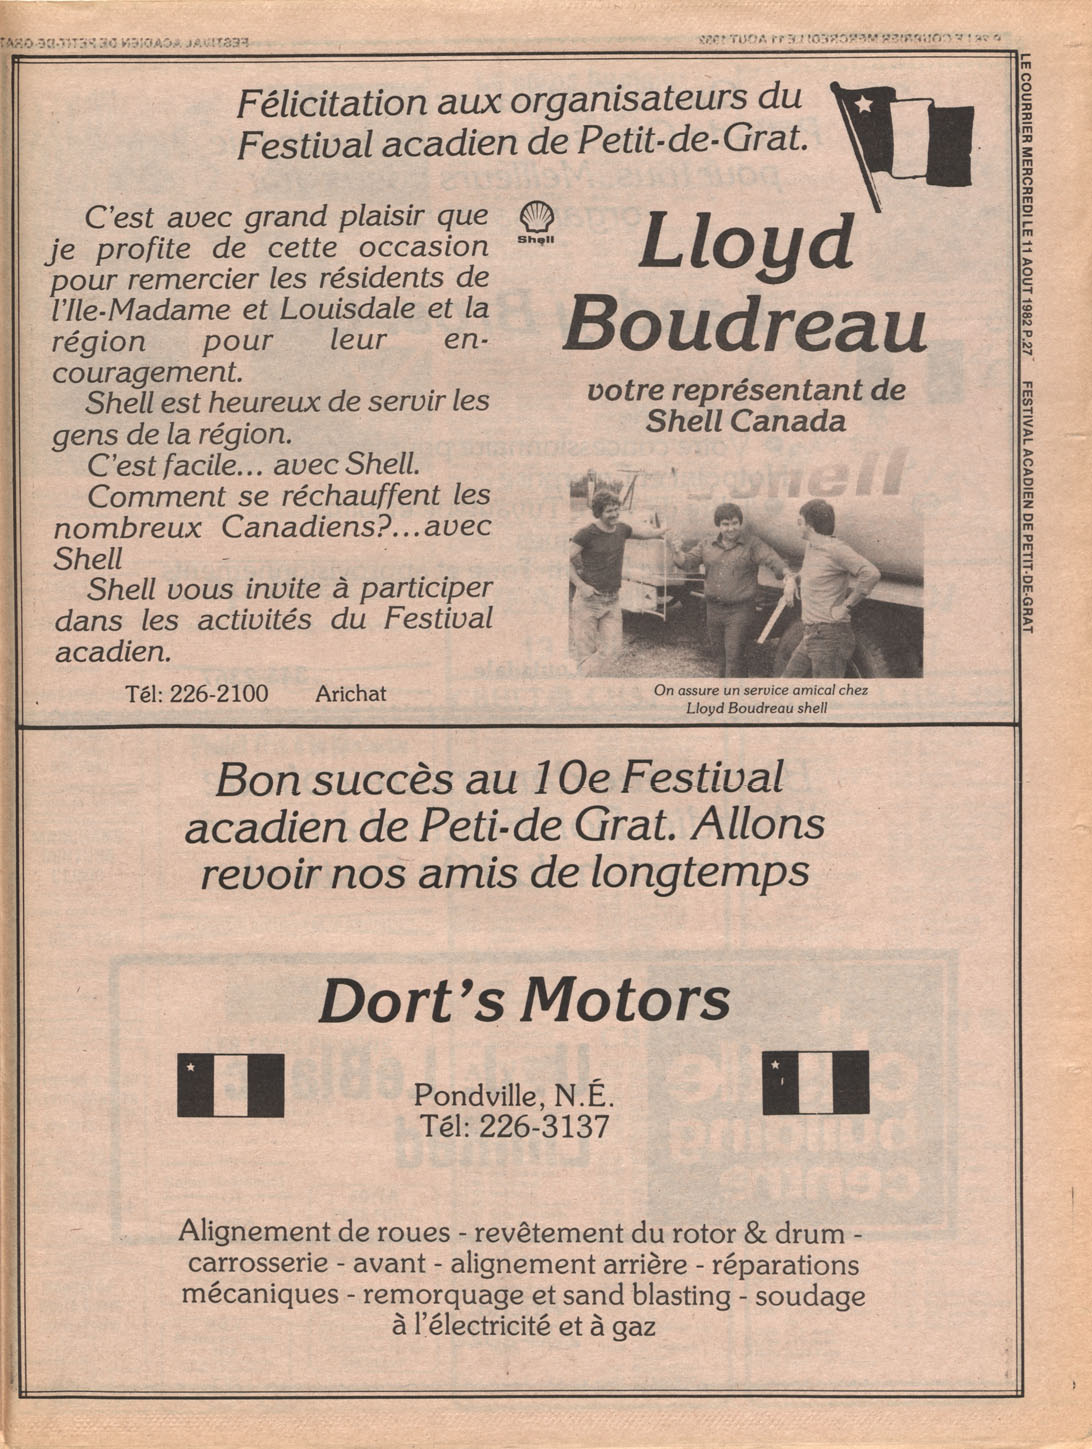 LE COURRIER MERCREDI LE 11 AOUT 1982 P.27 FESTIVAL ACADIEN DE PETIT-DE-GRAT
Félicitation aux organisateurs du
Festival acadien de Petit-de-Grat.
C'est avec grand plaisir que
je profite de cette occasion
pour remercier les résidents de
l'Ile-Madame et Louisdale et la
région pour leur en-
couragement.
Shell est heureux de servir les
gens de la région.
C'est facile... avec Shell.
Comment se réchauffent les
nombreux Canadiens?...avec
Shell
Shell vous invite à participer
dans les activités du Festival
acadien.
Tél: 226-2100 Arichat
Shell
Lloyd
Boudreau
votre représentant de
Shell Canada
Shell
On assure un service amical chez
Lloyd Boudreau shell
Bon succès au 10e Festival
acadien de Peti-de Grat. Allons
revoir nos amis de longtemps
Dort's Motors
Pondville, N.É.
Tél: 226-3137
Alignement de roues - revêtement du rotor & drum -
carrosserie - avant - alignement arrière - réparations
mécaniques - remorquage et sand blasting - soudage
à l'électricité et à gaz